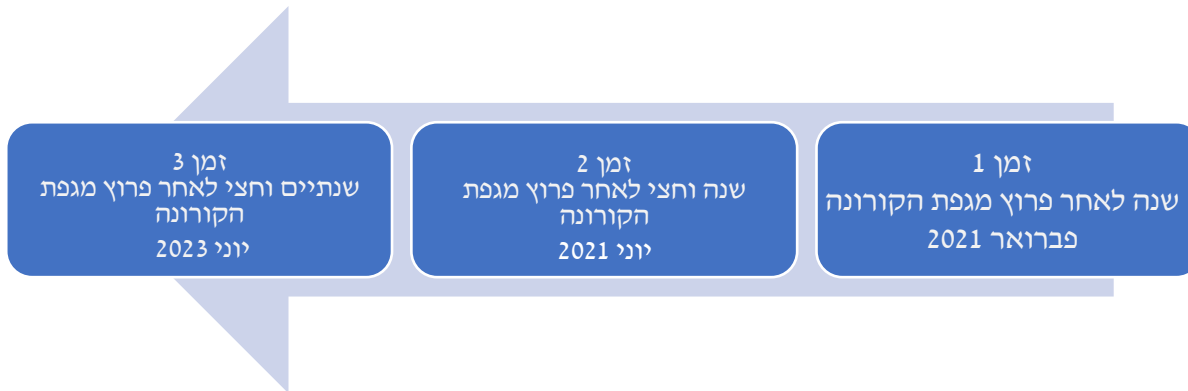 זמן 1
שנה לאחר פרוץ מגפת הקורונה
פברואר 2021
זמן 2
שנה וחצי לאחר פרוץ מגפת
הקורונה
יוני 2021
זמן 3
שנתיים וחצי לאחר פרוץ מגפת
הקורונה
יוני 2023